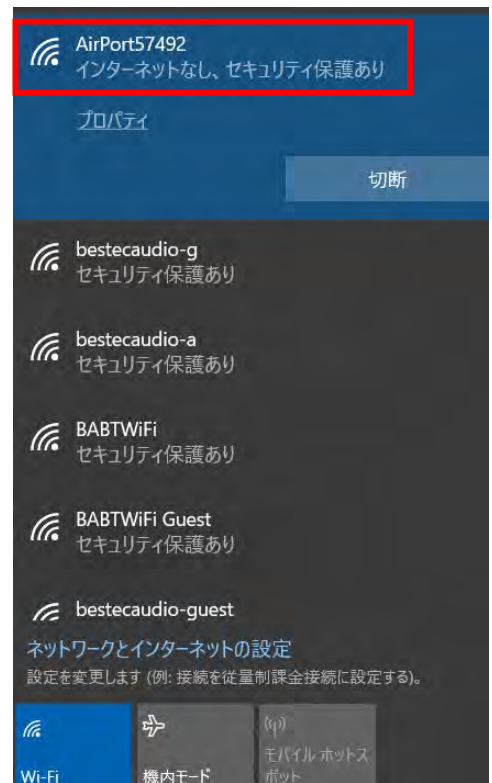 AirPort57492
インターネットなし、セキュリティ保護あり
プロパティ
切断
bestecaudio-g
セキュリティ保護あり
bestecaudio-a
セキュリティ保護あり
BABTWiFi
セキュリティ保護あり
BABTWiFi Guest
セキュリティ保護あり
bestecaudio-guest
ネットワークとインターネットの設定
設定を変更します (例: 接続を従量制課金接続に設定する)。
Wi-Fi
機内モード
モバイル ホットス
ポット